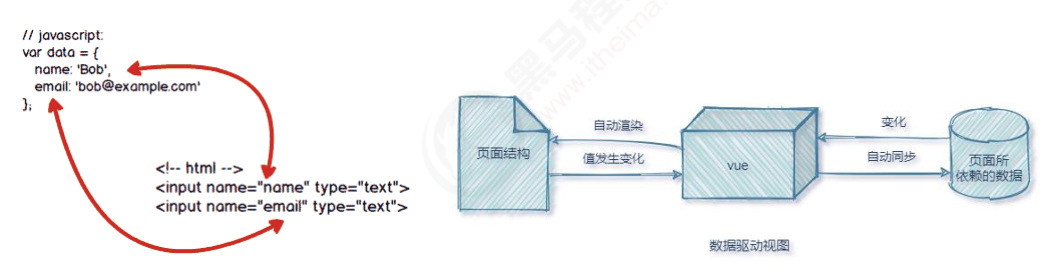 // javascript:
var data = {
name: 'Bob',
email: 'bob@example.com'
};
<!-- html -->
<input name="name" type="text">
<input name="email" type="text">
页面结构
自动渲染
值发生变化
vue
变化
自动同步
页面所
依赖的数据
数据驱动视图
黑马程
www.itheima.